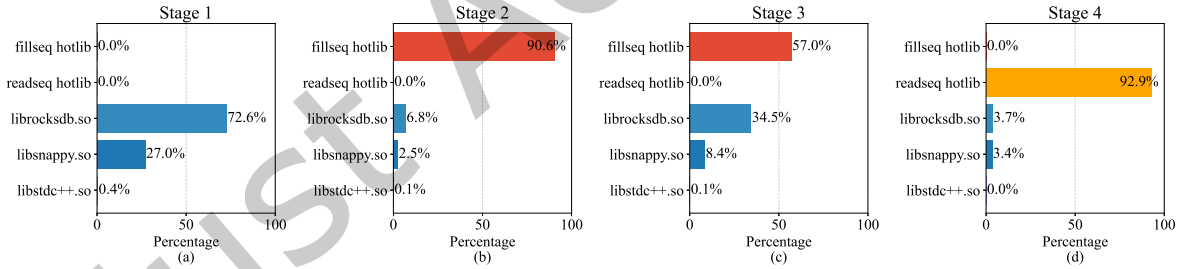 Stage 1
fillseq hotlib 0.0%
readseq hotlib 0.0%
librocksdb.so 72.6%
libsnappy.so 27.0%
libstdc++.so 0.4%
0 50 100
Percentage
(a)
Stage 2
fillseq hotlib 90.6%
readseq hotlib 0.0%
librocksdb.so 6.8%
libsnappy.so 2.5%
libstdc++.so 0.1%
0 50 100
Percentage
(b)
Stage 3
fillseq hotlib 57.0%
readseq hotlib 0.0%
librocksdb.so 34.5%
libsnappy.so 8.4%
libstdc++.so 0.1%
0 50 100
Percentage
(c)
Stage 4
fillseq hotlib 0.0%
readseq hotlib 92.9%
librocksdb.so 3.7%
libsnappy.so 3.4%
libstdc++.so 0.0%
0 50 100
Percentage
(d)
ust